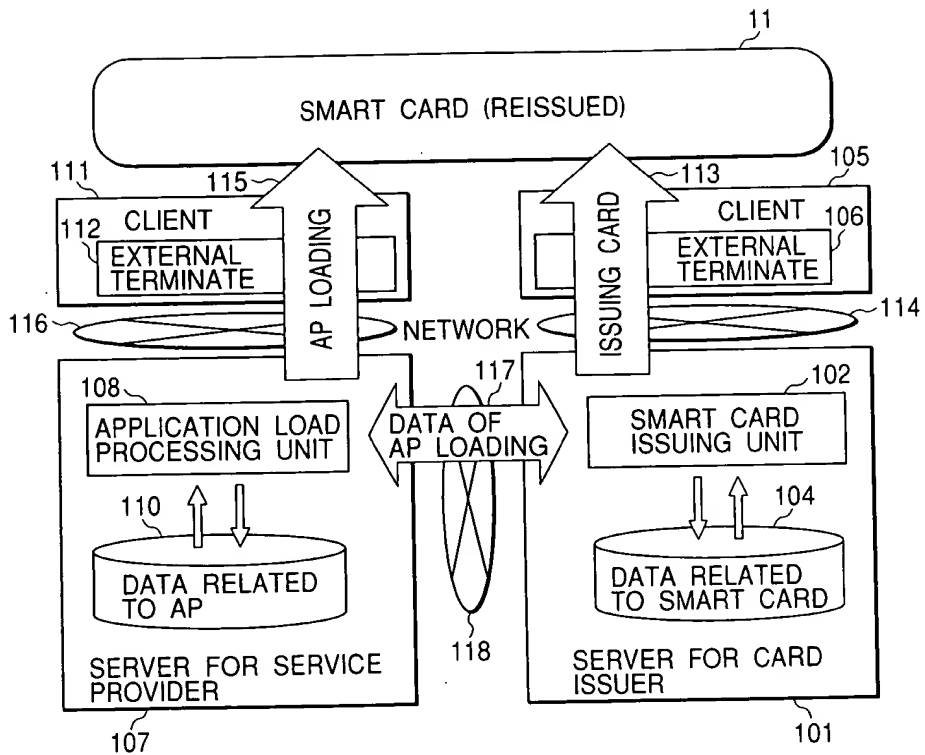 11
SMART CARD (REISSUED)
111
115
113
105
CLIENT
CLIENT
112
106
EXTERNAL
TERMINATE
EXTERNAL
TERMINATE
AP LOADING
ISSUING CARD
116
NETWORK
114
117
108
102
APPLICATION LOAD
PROCESSING UNIT
DATA OF
AP LOADING
SMART CARD
ISSUING UNIT
110
104
DATA RELATED
TO AP
DATA RELATED
TO SMART CARD
118
SERVER FOR SERVICE
PROVIDER
SERVER FOR CARD
ISSUER
107
101